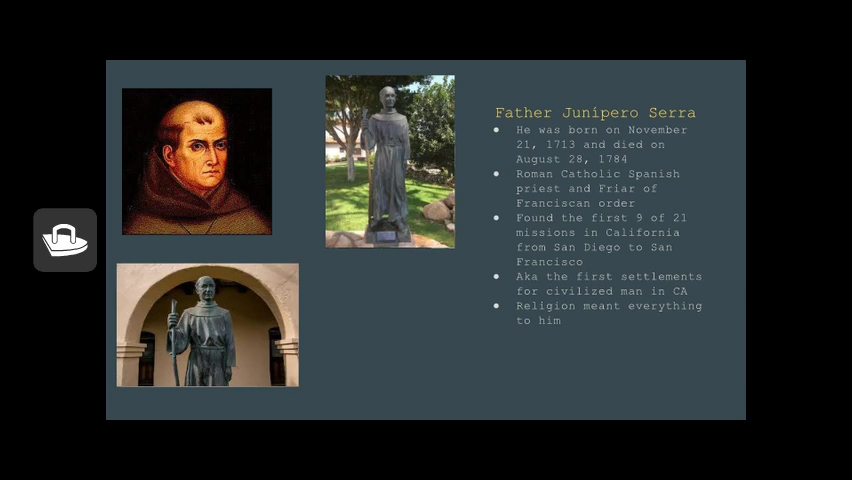 Father Junípero Serra
● He was born on November
21, 1713 and died on
August 28, 1784
● Roman Catholic Spanish
priest and Friar of
Franciscan order
● Found the first 9 of 21
missions in California
from San Diego to San
Francisco
● Aka the first settlements
for civilized man in CA
● Religion meant everything
to him